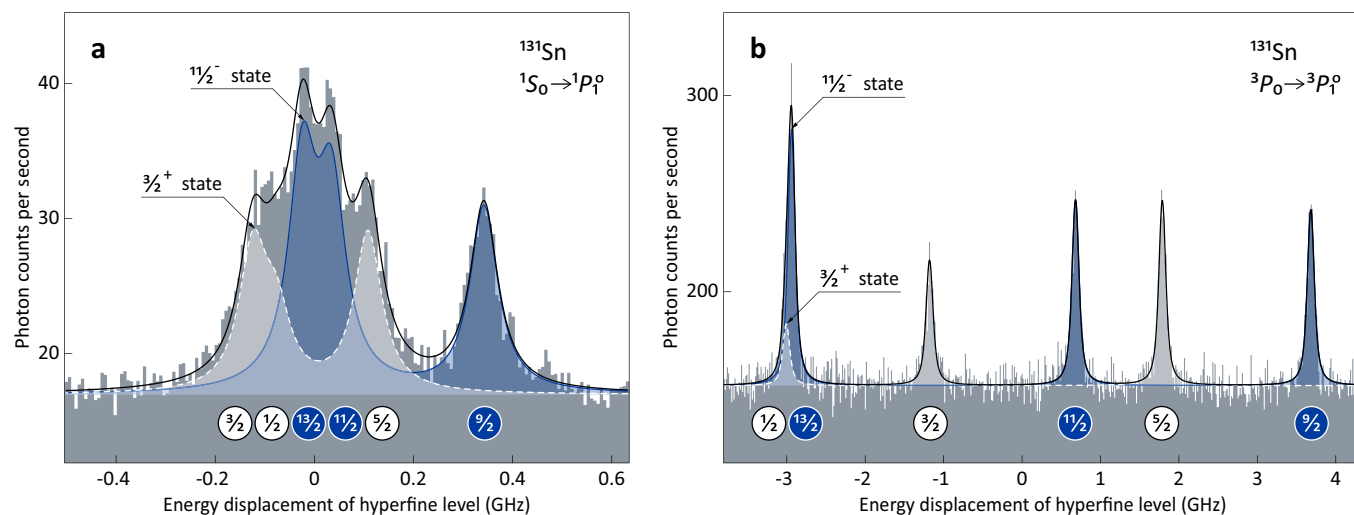 a
¹³¹Sn
¹S₀→¹P₁°
11/2⁻ state
3/2⁺ state
Photon counts per second
40
30
20
3/2 1/2 13/2 11/2 5/2 9/2
-0.4 -0.2 0 0.2 0.4 0.6
Energy displacement of hyperfine level (GHz)
b
¹³¹Sn
³P₀→³P₁°
11/2⁻ state
3/2⁺ state
Photon counts per second
300
200
1/2 13/2 3/2 11/2 5/2 9/2
-3 -2 -1 0 1 2 3 4
Energy displacement of hyperfine level (GHz)